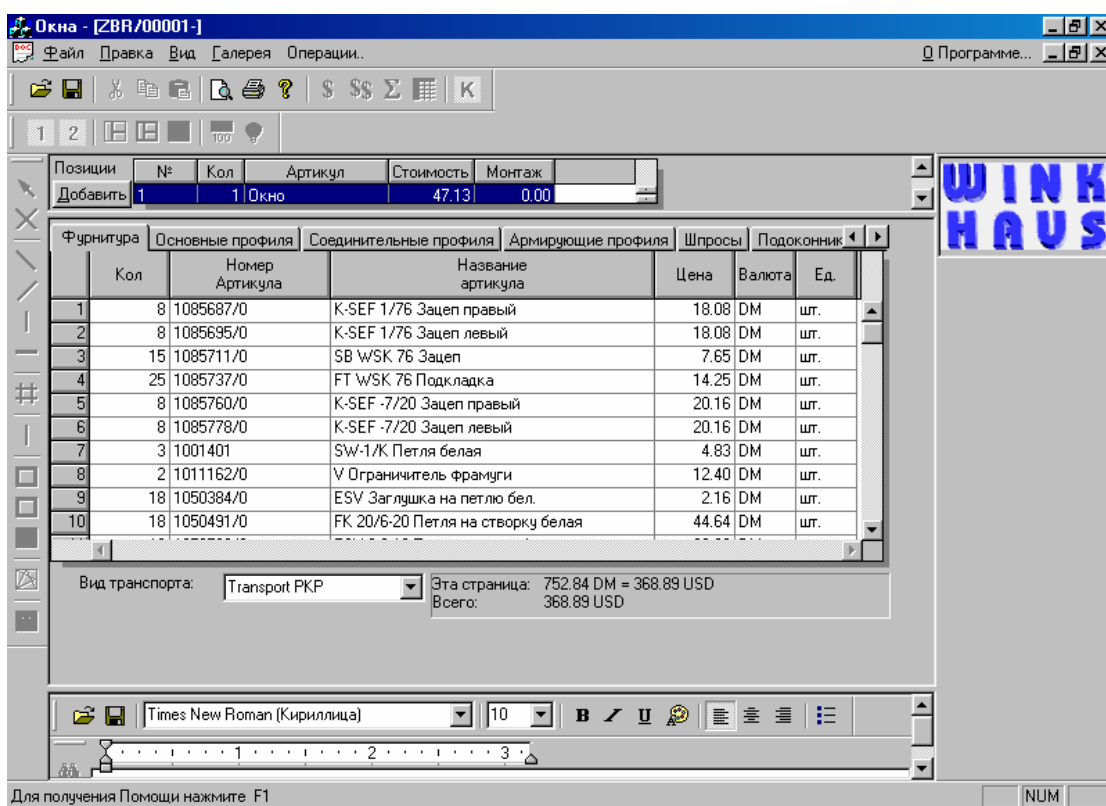 Окна - [ZBR/00001-]
Файл Правка Вид Галерея Операции.. О Программе...
$ $$ Σ K
1 2 100
Позиции № Кол Артикул Стоимость Монтаж
Добавить 1 1 Окно 47.13 0.00
WINK
HAUS
Фурнитура Основные профиля Соединительные профиля Армирующие профиля Шпросы Подоконник
Кол Номер Артикула Название артикула Цена Валюта Ед.
1 8 1085687/0 K-SEF 1/76 Зацеп правый 18.08 DM шт.
2 8 1085695/0 K-SEF 1/76 Зацеп левый 18.08 DM шт.
3 15 1085711/0 SB WSK 76 Зацеп 7.65 DM шт.
4 25 1085737/0 FT WSK 76 Подкладка 14.25 DM шт.
5 8 1085760/0 K-SEF -7/20 Зацеп правый 20.16 DM шт.
6 8 1085778/0 K-SEF -7/20 Зацеп левый 20.16 DM шт.
7 3 1001401 SW-1/K Петля белая 4.83 DM шт.
8 2 1011162/0 V Ограничитель фрамуги 12.40 DM шт.
9 18 1050384/0 ESV Заглушка на петлю бел. 2.16 DM шт.
10 18 1050491/0 FK 20/6-20 Петля на створку белая 44.64 DM шт.
Вид транспорта: Transport PKP Эта страница: 752.84 DM = 368.89 USD
Всего: 368.89 USD
Times New Roman (Кириллица) 10 B I U
1 2 3
Для получения Помощи нажмите F1 NUM